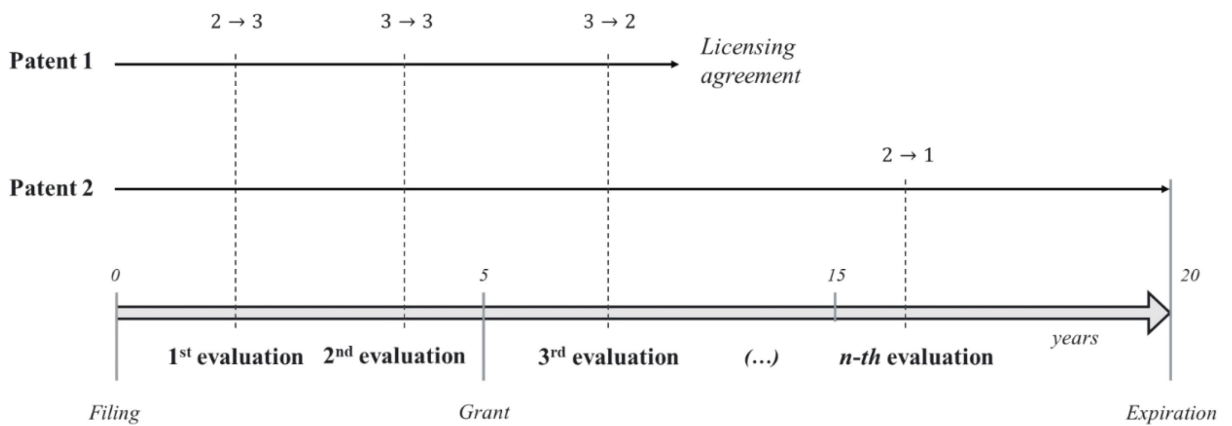 2 → 3 3 → 3 3 → 2
Patent 1
Licensing
agreement
2 → 1
Patent 2
0 5 15 20
years
1st evaluation 2nd evaluation 3rd evaluation (...) n-th evaluation
Filing Grant Expiration